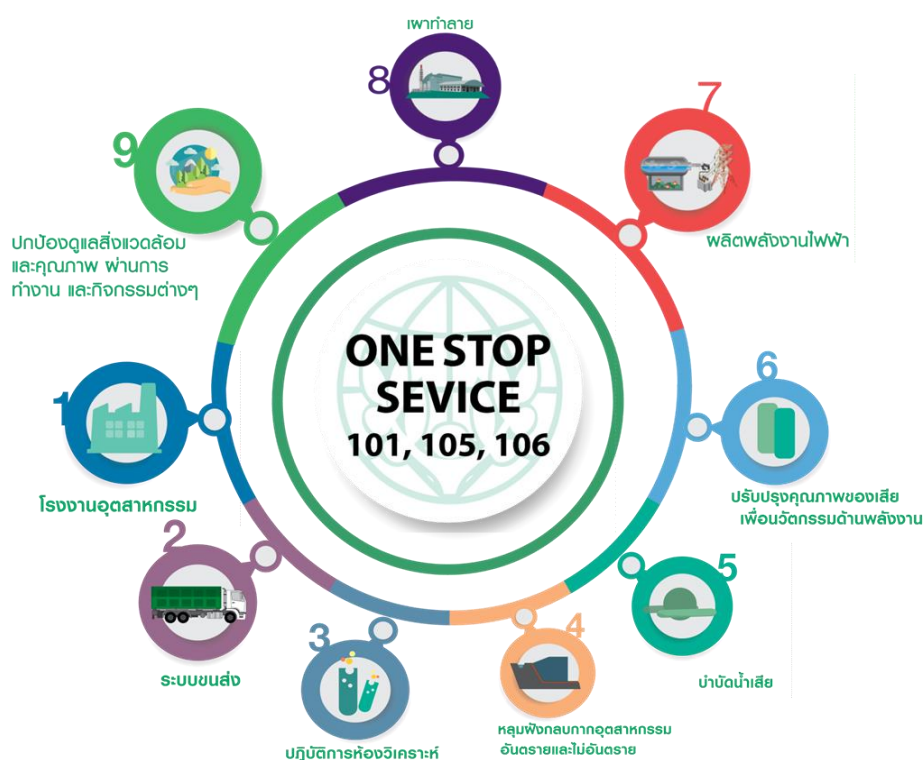 ONE STOP
SEVICE
101, 105, 106
1
โรงงานอุตสาหกรรม
2
ระบบขนส่ง
3
ปฏิบัติการห้องวิเคราะห์
4
หลุมฝังกลบกากอุตสาหกรรม
อันตรายและไม่อันตราย
5
บำบัดน้ำเสีย
6
ปรับปรุงคุณภาพของเสีย
เพื่อนวัตกรรมด้านพลังงาน
7
ผลิตพลังงานไฟฟ้า
8
เผาทำลาย
9
ปกป้องดูแลสิ่งแวดล้อม
และคุณภาพ ผ่านการ
ทำงาน และกิจกรรมต่างๆ